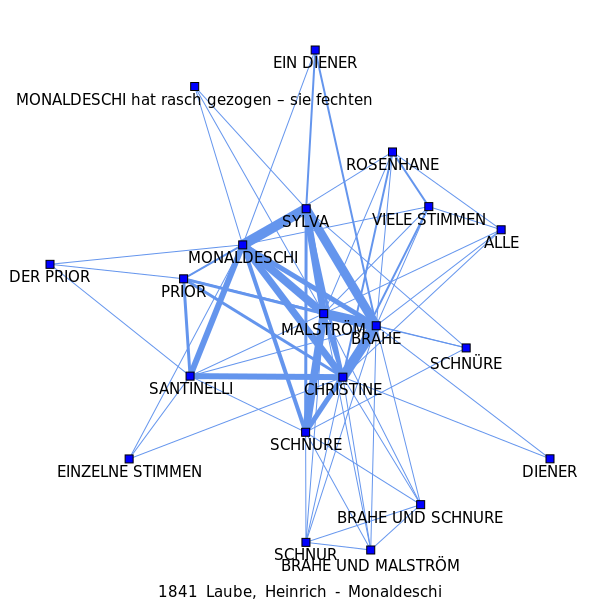 EIN DIENER
MONALDESCHI hat rasch gezogen – sie fechten
ROSENHANE
SYLVA
VIELE STIMMEN
ALLE
MONALDESCHI
DER PRIOR
PRIOR
MALSTRÖM
BRAHE
SCHNÜRE
SANTINELLI
CHRISTINE
SCHNURE
EINZELNE STIMMEN
DIENER
BRAHE UND SCHNURE
SCHNUR
BRAHE UND MALSTRÖM
1841 Laube, Heinrich - Monaldeschi